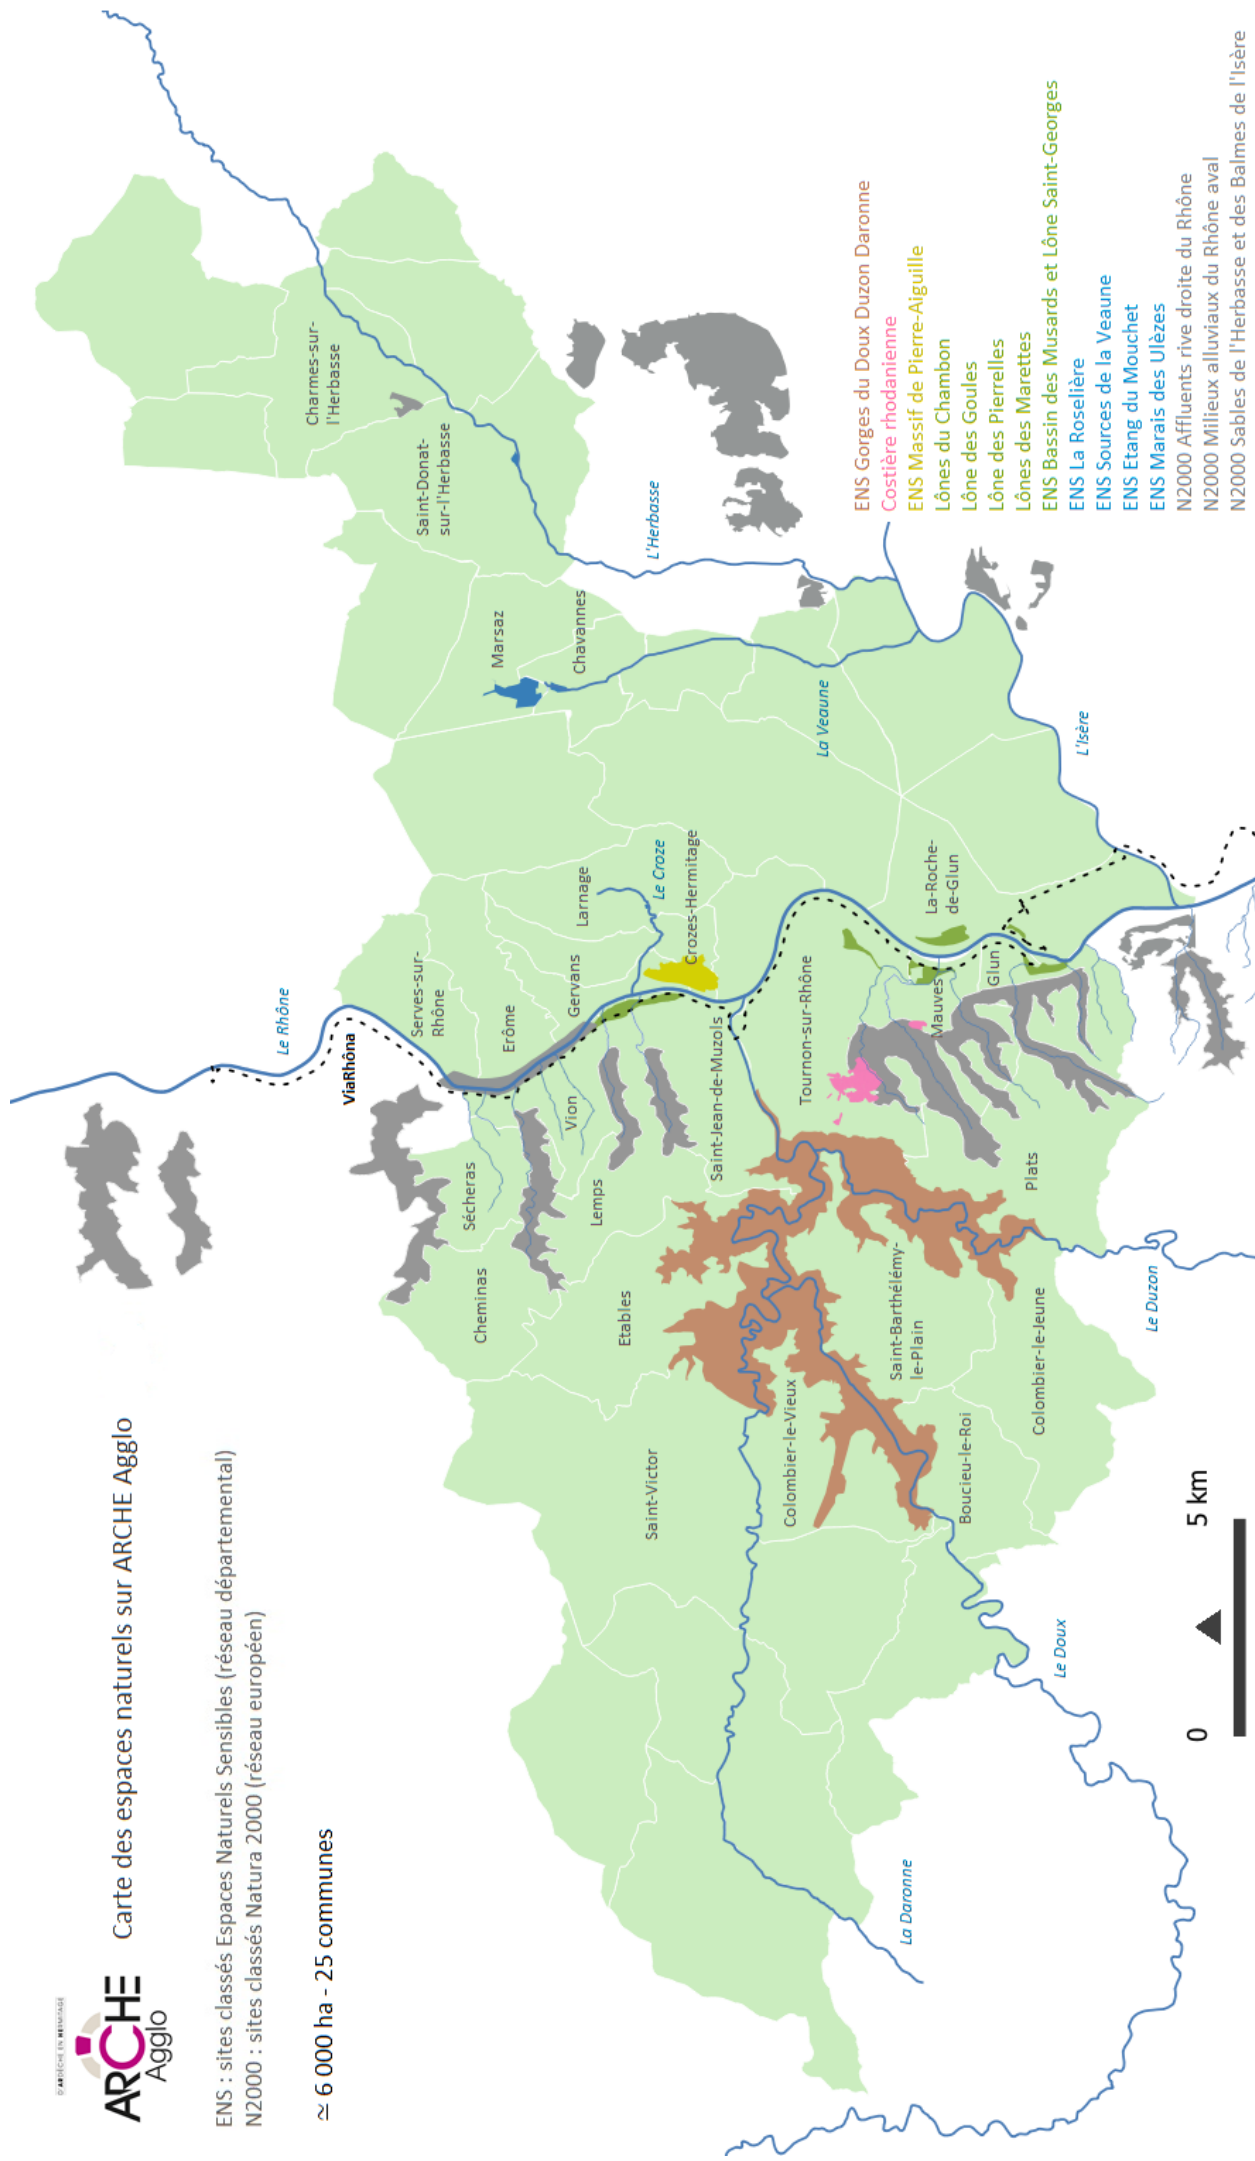 D'ARDÈCHE EN HERMITAGE
ARCHE
Agglo
Carte des espaces naturels sur ARCHE Agglo
ENS : sites classés Espaces Naturels Sensibles (réseau départemental)
N2000 : sites classés Natura 2000 (réseau européen)
≃ 6 000 ha - 25 communes
Le Rhône
ViaRhôna
Serves-sur-
Rhône
Erôme
Gervans
Larnage
Le Croze
Crozes-Hermitage
Charmes-sur-
l'Herbasse
Saint-Donat-
sur-l'Herbasse
Marsaz
Chavannes
L'Herbasse
La Veaune
L'Isère
Sécheras
Cheminas
Vion
Lemps
Etables
Saint-Jean-de-Muzols
Saint-Victor
Tournon-sur-Rhône
Mauves
La-Roche-
de-Glun
Glun
Plats
Saint-Barthélémy-
le-Plain
Colombier-le-Vieux
Boucieu-le-Roi
Colombier-le-Jeune
Le Duzon
Le Doux
La Daronne
0
5 km
ENS Gorges du Doux Duzon Daronne
Costière rhodanienne
ENS Massif de Pierre-Aiguille
Lônes du Chambon
Lône des Goules
Lône des Pierrelles
Lônes des Marettes
ENS Bassin des Musards et Lône Saint-Georges
ENS La Roselière
ENS Sources de la Veaune
ENS Etang du Mouchet
ENS Marais des Ulèzes
N2000 Affluents rive droite du Rhône
N2000 Milieux alluviaux du Rhône aval
N2000 Sables de l'Herbasse et des Balmes de l'Isère